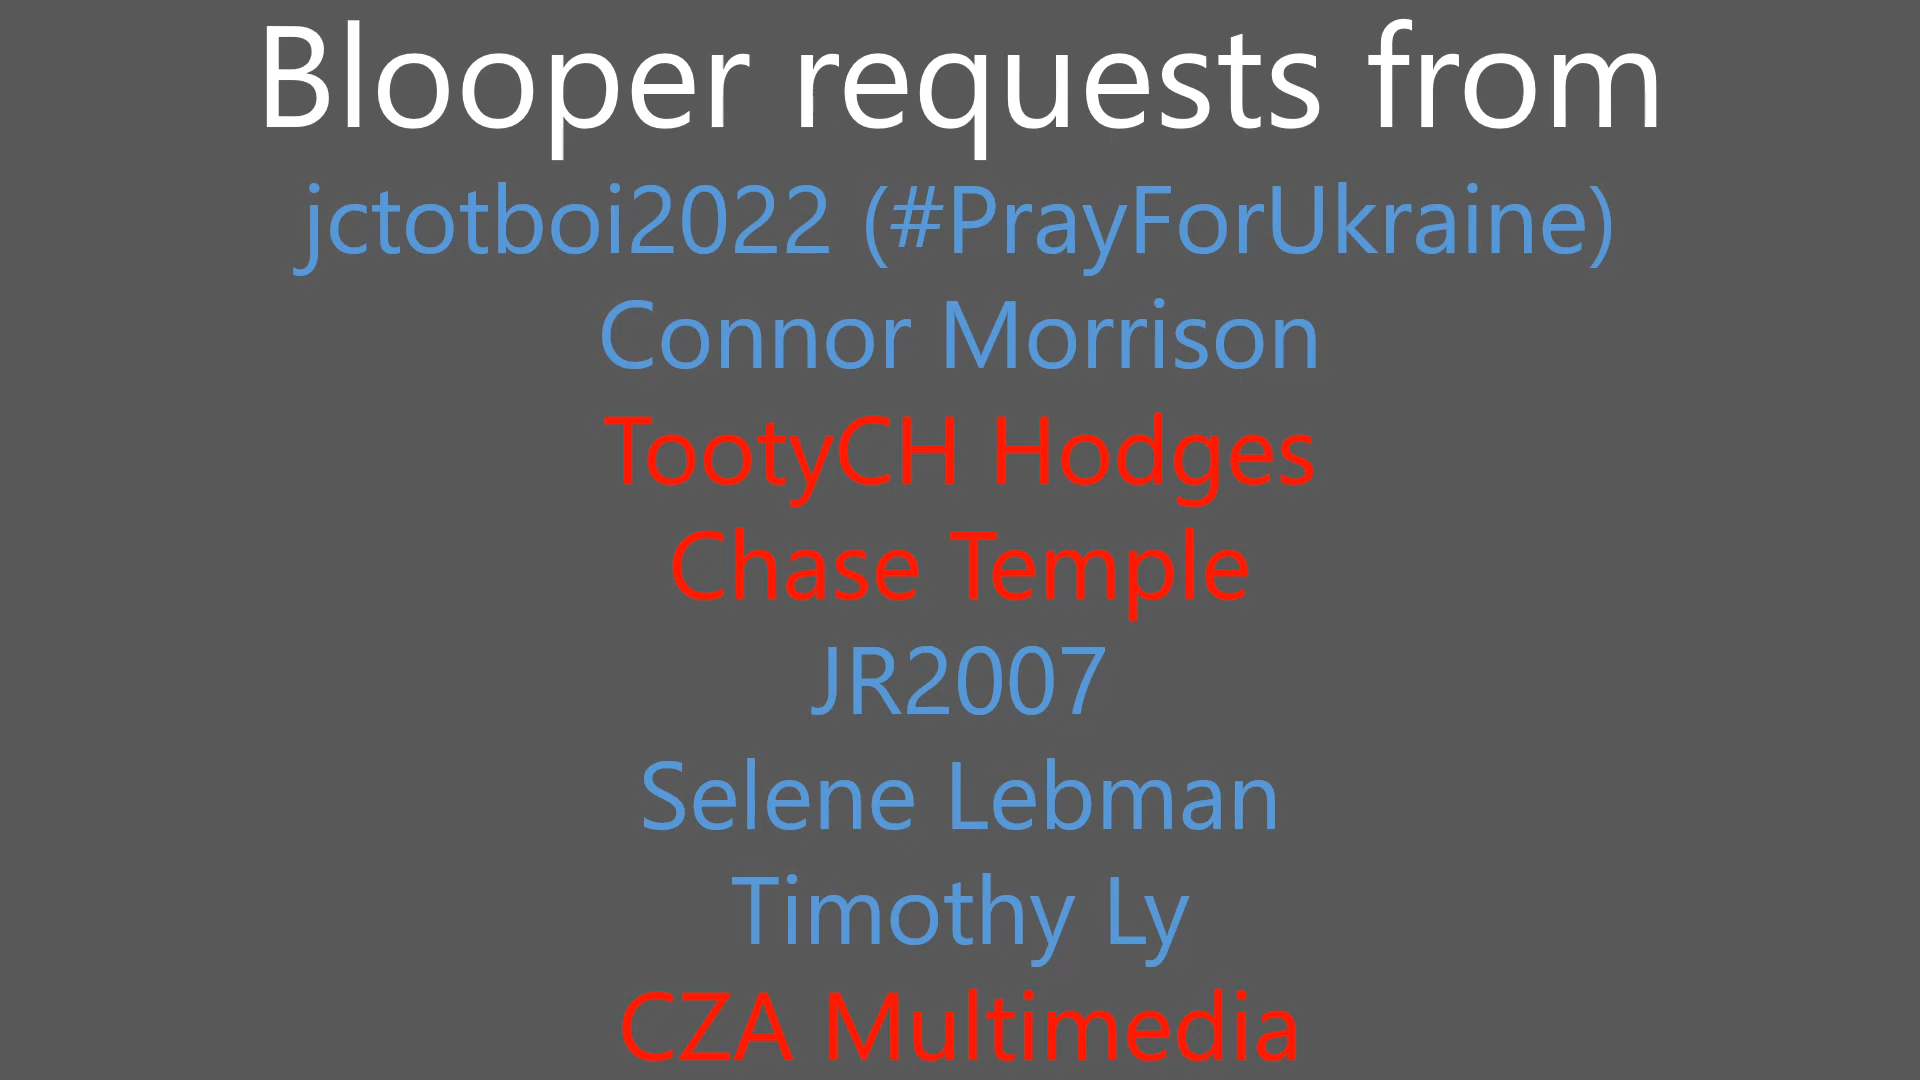 Blooper requests from
jctotboi2022 (#PrayForUkraine)
Connor Morrison
TootyCH Hodges
Chase Temple
JR2007
Selene Lebman
Timothy Ly
CZA Multimedia